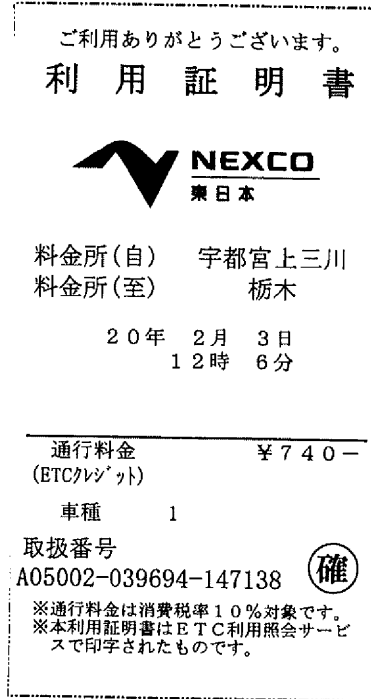 ご利用ありがとうございます。
利用証明書
NEXCO
東日本
料金所(自) 宇都宮上三川
料金所(至) 栃木
20年 2月 3日
12時 6分
通行料金 ¥740-
(ETCクレジット)
車種 1
取扱番号
A05002-039694-147138 確
※通行料金は消費税率10%対象です。
※本利用証明書はETC利用照会サービ
スで印字されたものです。